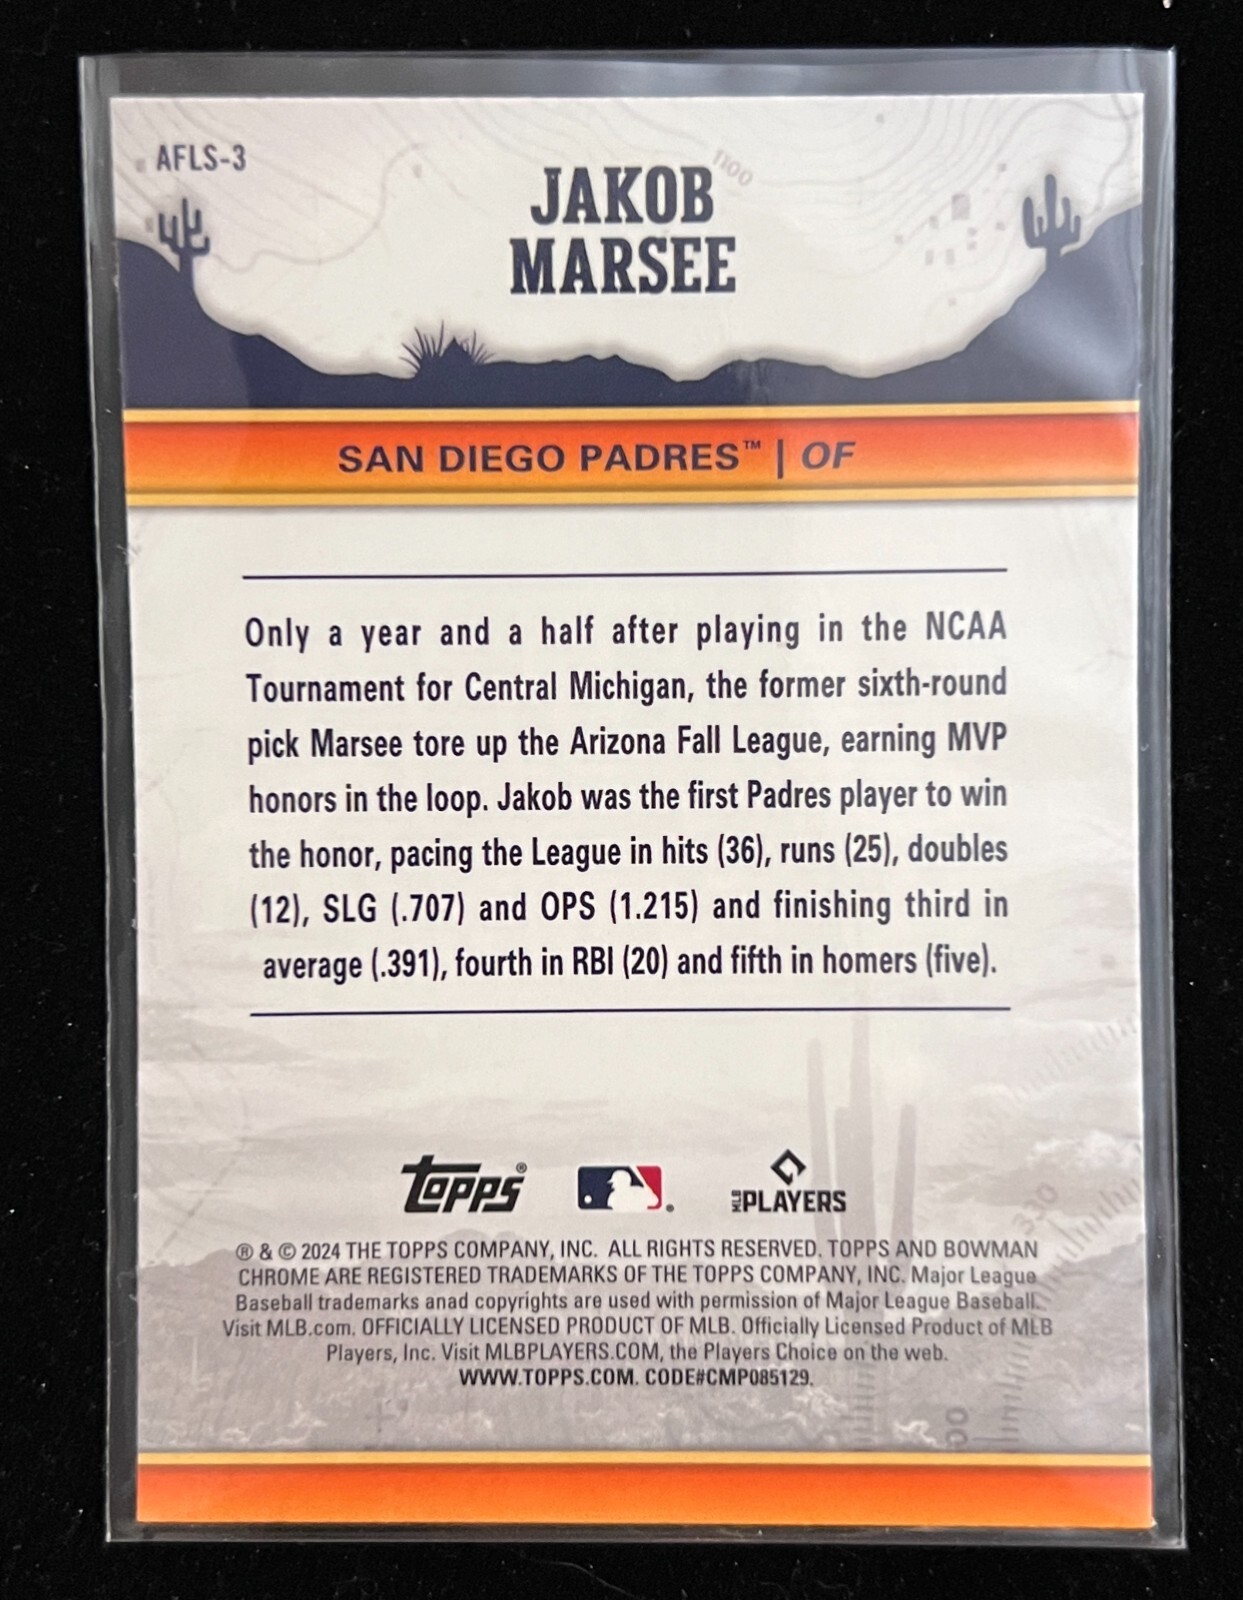 AFLS-3
1100
JAKOB
MARSEE
SAN DIEGO PADRES™ | OF
Only a year and a half after playing in the NCAA
Tournament for Central Michigan, the former sixth-round
pick Marsee tore up the Arizona Fall League, earning MVP
honors in the loop. Jakob was the first Padres player to win
the honor, pacing the League in hits (36), runs (25), doubles
(12), SLG (.707) and OPS (1.215) and finishing third in
average (.391), fourth in RBI (20) and fifth in homers (five).
topps®
MLB PLAYERS
330
® & © 2024 THE TOPPS COMPANY, INC. ALL RIGHTS RESERVED. TOPPS AND BOWMAN
CHROME ARE REGISTERED TRADEMARKS OF THE TOPPS COMPANY, INC. Major League
Baseball trademarks anad copyrights are used with permission of Major League Baseball.
Visit MLB.com. OFFICIALLY LICENSED PRODUCT OF MLB. Officially Licensed Product of MLB
Players, Inc. Visit MLBPLAYERS.COM, the Players Choice on the web.
WWW.TOPPS.COM. CODE#CMP085129.